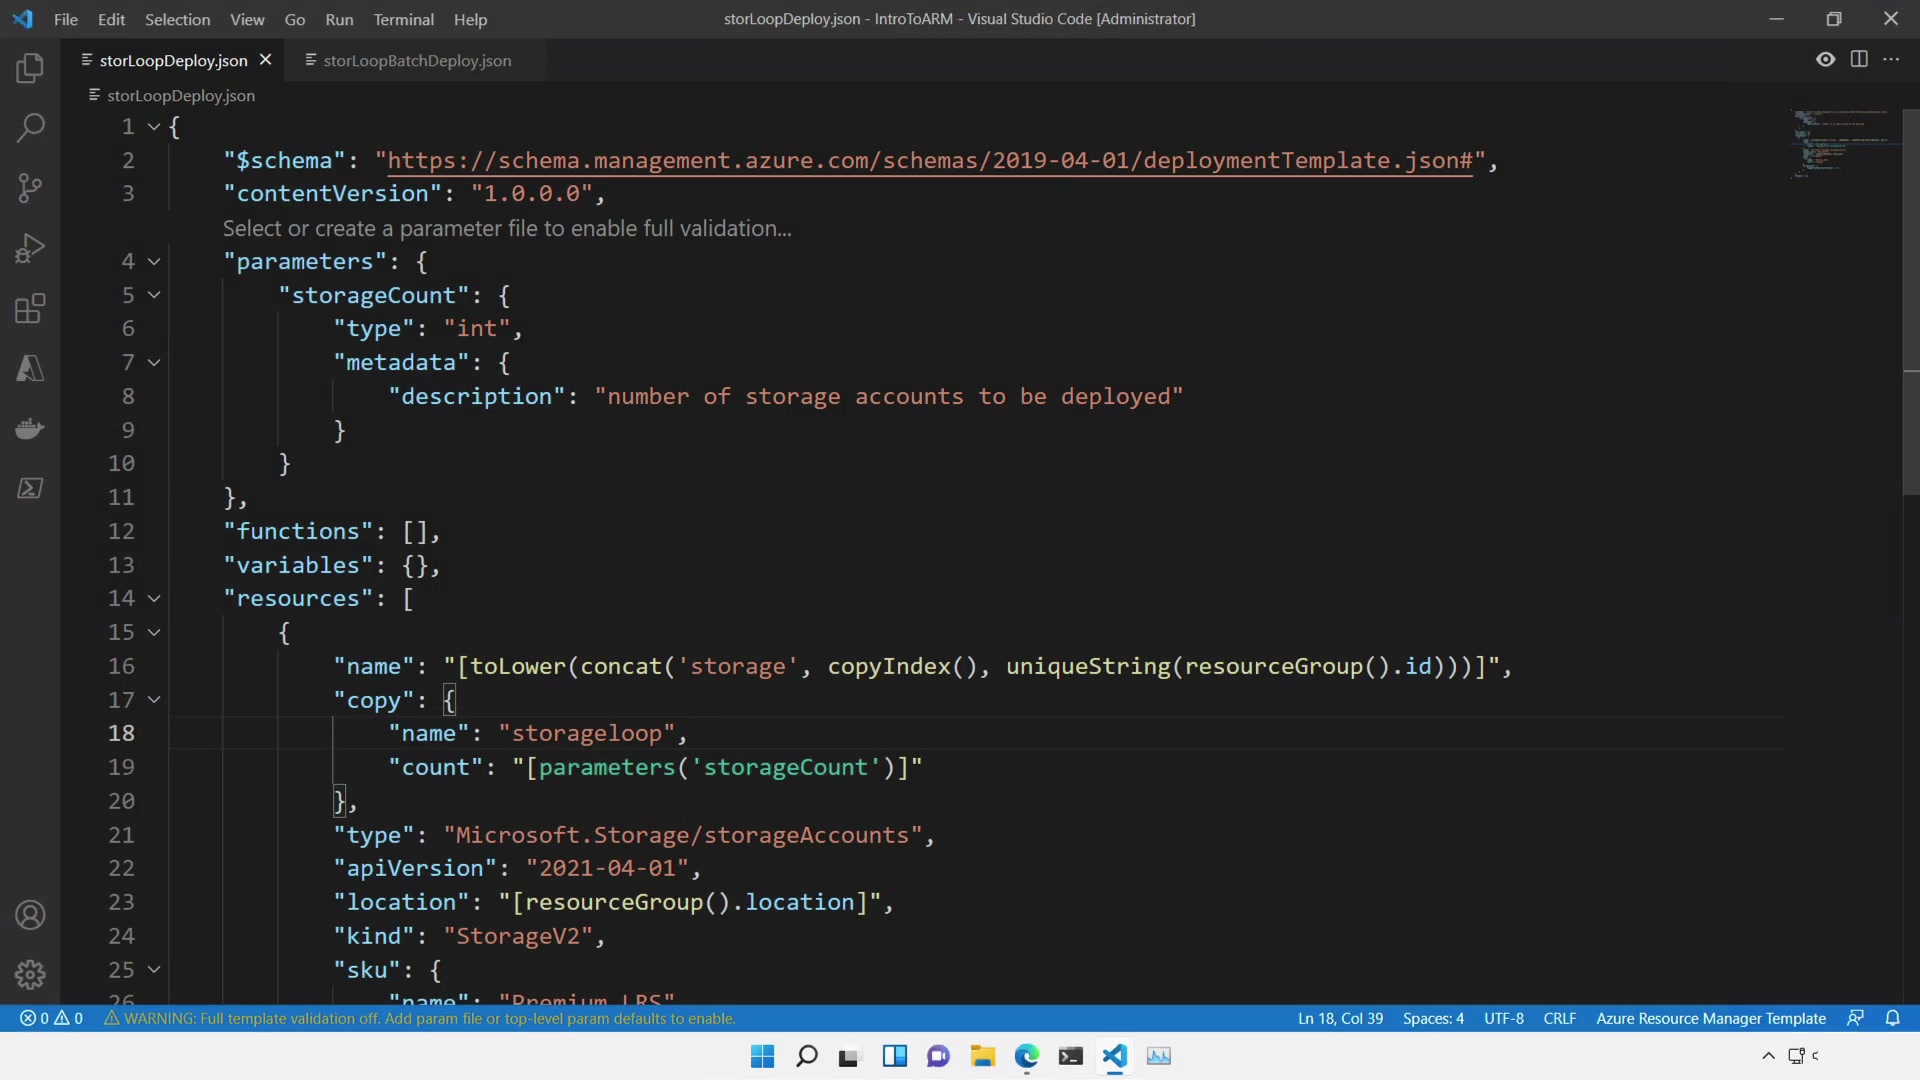 File Edit Selection View Go Run Terminal Help
storLoopDeploy.json - IntroToARM - Visual Studio Code [Administrator]
storLoopDeploy.json
storLoopBatchDeploy.json
storLoopDeploy.json
1 {
2 "$schema": "https://schema.management.azure.com/schemas/2019-04-01/deploymentTemplate.json#",
3 "contentVersion": "1.0.0.0",
Select or create a parameter file to enable full validation...
4 "parameters": {
5 "storageCount": {
6 "type": "int",
7 "metadata": {
8 "description": "number of storage accounts to be deployed"
9 }
10 }
11 },
12 "functions": [],
13 "variables": {},
14 "resources": [
15 {
16 "name": "[toLower(concat('storage', copyIndex(), uniqueString(resourceGroup().id)))]",
17 "copy": {
18 "name": "storageloop",
19 "count": "[parameters('storageCount')]"
20 },
21 "type": "Microsoft.Storage/storageAccounts",
22 "apiVersion": "2021-04-01",
23 "location": "[resourceGroup().location]",
24 "kind": "StorageV2",
25 "sku": {
26 "name": "Premium_LRS"
0 0 WARNING: Full template validation off. Add param file or top-level param defaults to enable. Ln 18, Col 39 Spaces: 4 UTF-8 CRLF Azure Resource Manager Template